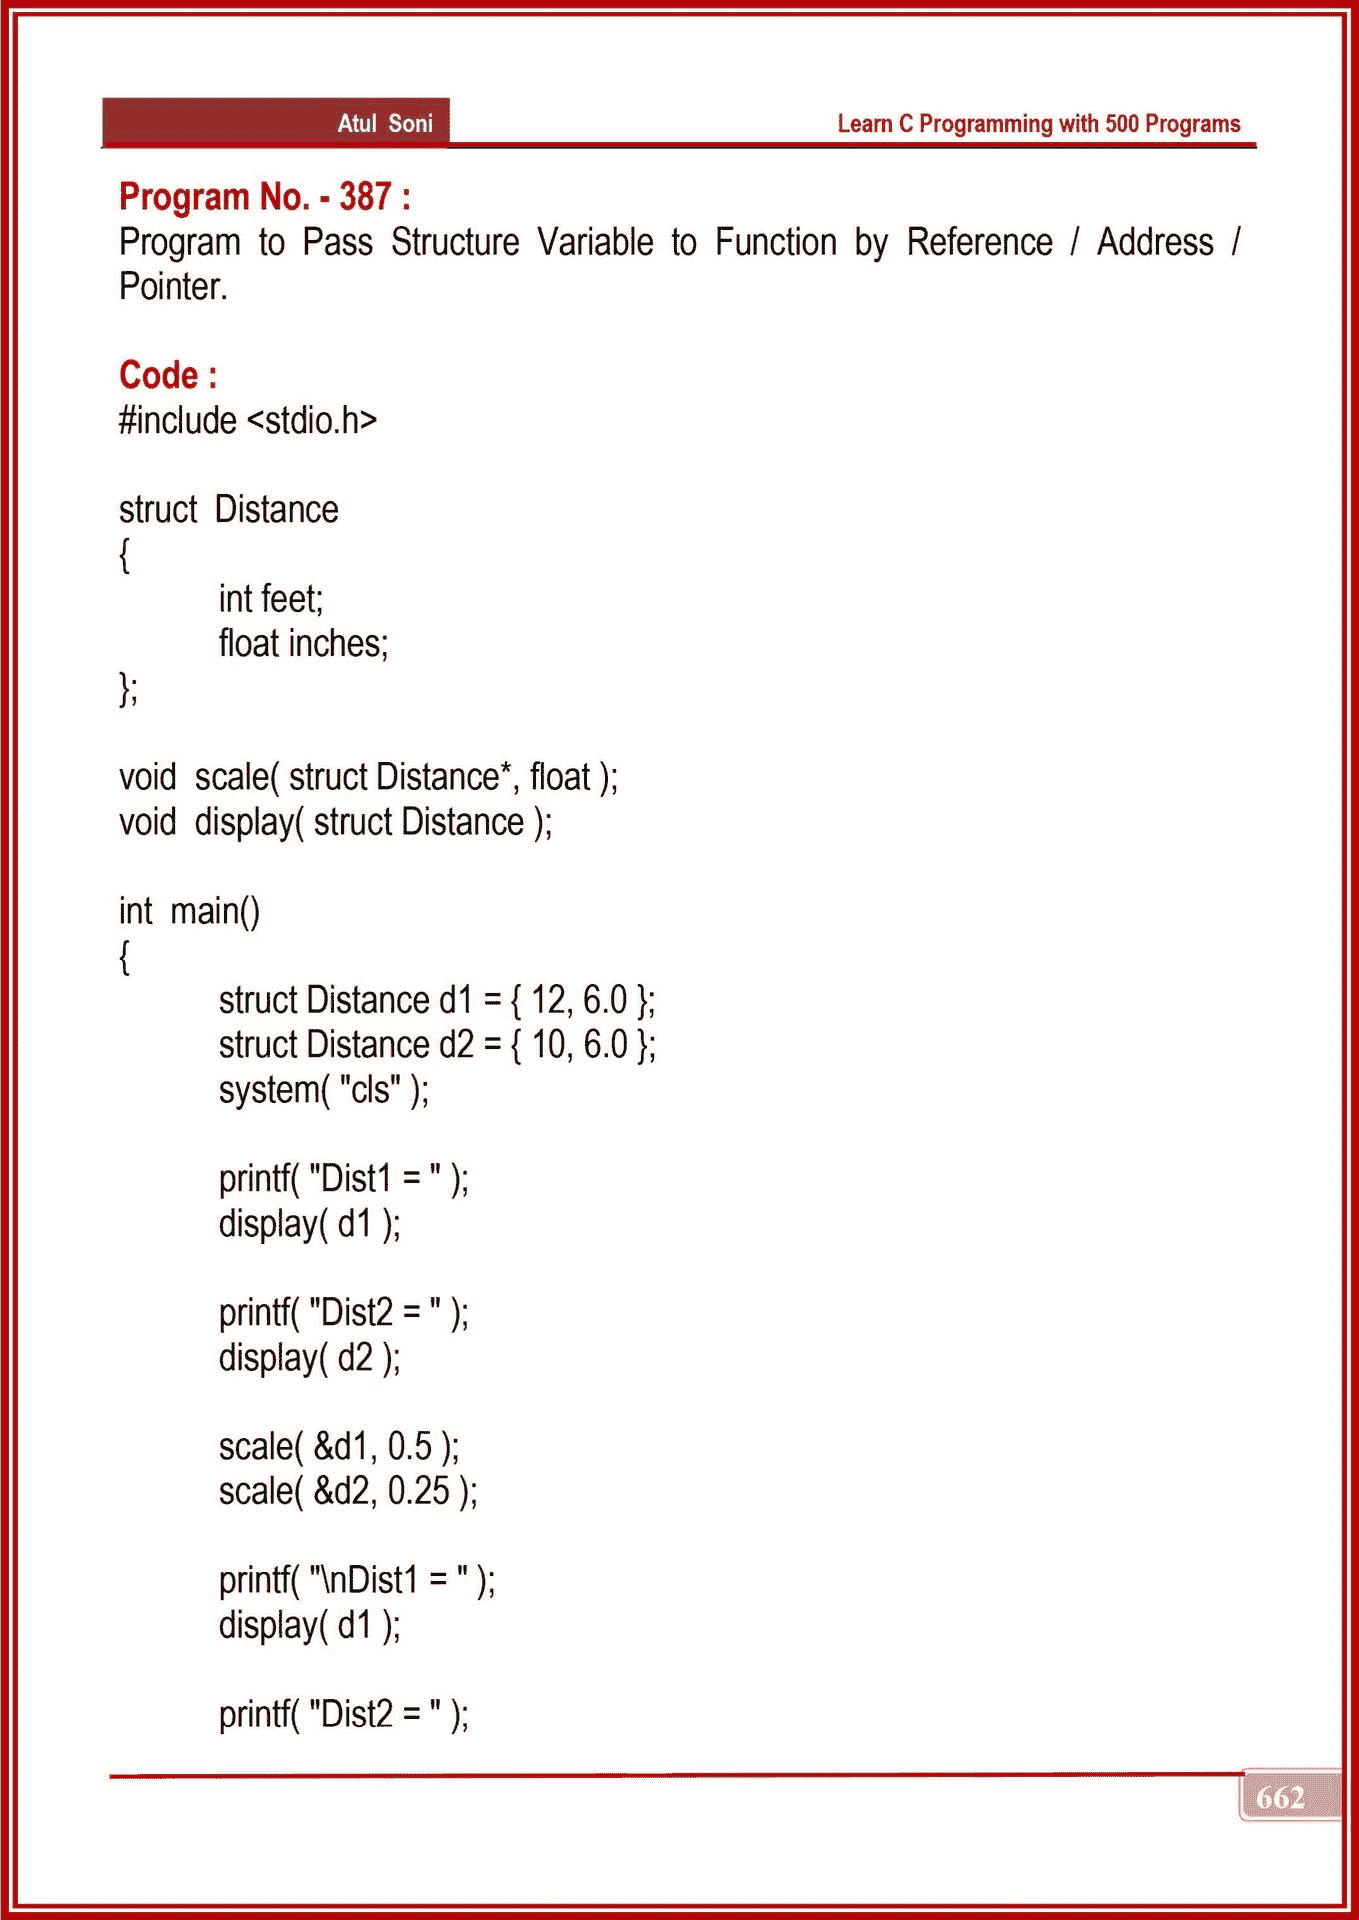 Atul Soni
Learn C Programming with 500 Programs
Program No. - 387 :
Program to Pass Structure Variable to Function by Reference / Address /
Pointer.
Code :
#include <stdio.h>
struct Distance
{
int feet;
float inches;
};
void scale( struct Distance*, float );
void display( struct Distance );
int main()
{
struct Distance d1 = { 12, 6.0 };
struct Distance d2 = { 10, 6.0 };
system( "cls" );
printf( "Dist1 = " );
display( d1 );
printf( "Dist2 = " );
display( d2 );
scale( &d1, 0.5 );
scale( &d2, 0.25 );
printf( "\nDist1 = " );
display( d1 );
printf( "Dist2 = " );
662